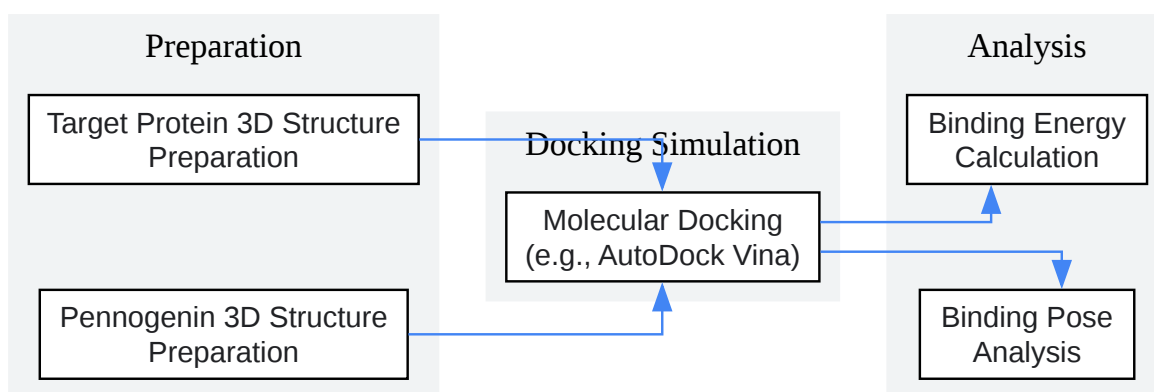 Preparation
Target Protein 3D Structure
Preparation
Pennogenin 3D Structure
Preparation
Docking Simulation
Molecular Docking
(e.g., AutoDock Vina)
Analysis
Binding Energy
Calculation
Binding Pose
Analysis